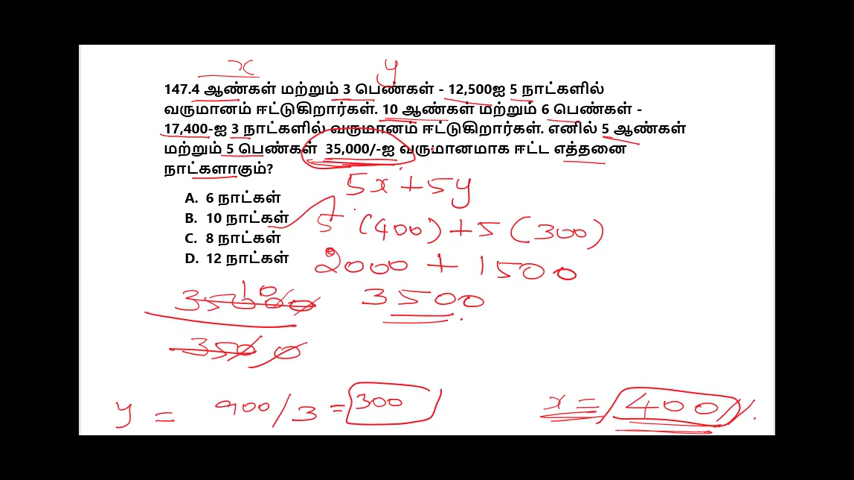 x y
147.4 ஆண்கள் மற்றும் 3 பெண்கள் - 12,500ஐ 5 நாட்களில்
வருமானம் ஈட்டுகிறார்கள். 10 ஆண்கள் மற்றும் 6 பெண்கள் -
17,400-ஐ 3 நாட்களில் வருமானம் ஈட்டுகிறார்கள். எனில் 5 ஆண்கள்
மற்றும் 5 பெண்கள் 35,000/-ஐ வருமானமாக ஈட்ட எத்தனை
நாட்களாகும்?
5x + 5y
A. 6 நாட்கள்
B. 10 நாட்கள்
5 (400) + 5 (300)
C. 8 நாட்கள்
D. 12 நாட்கள்
2000 + 1500
10
35000
3500
3500
y = 900/3 = 300
x = 400//.